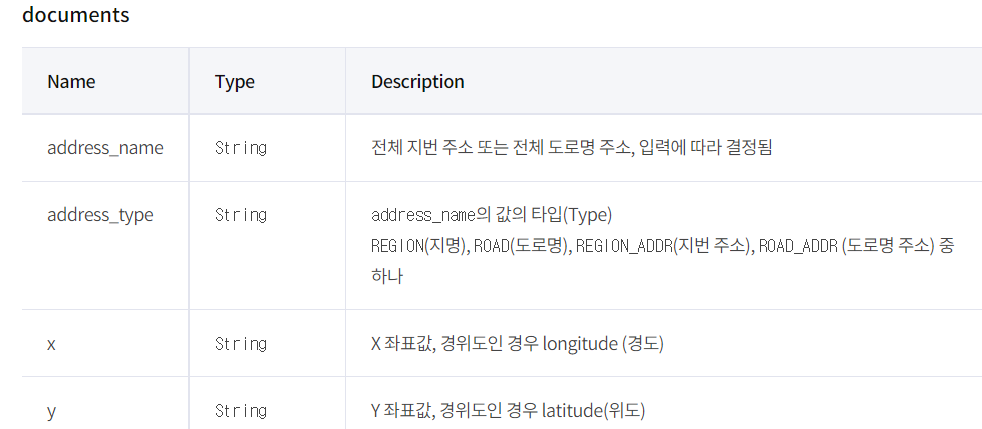 documents
Name Type Description
address_name String 전체 지번 주소 또는 전체 도로명 주소, 입력에 따라 결정됨
address_type String address_name의 값의 타입(Type)
REGION(지명), ROAD(도로명), REGION_ADDR(지번 주소), ROAD_ADDR (도로명 주소) 중
하나
x String X 좌표값, 경위도인 경우 longitude (경도)
y String Y 좌표값, 경위도인 경우 latitude(위도)